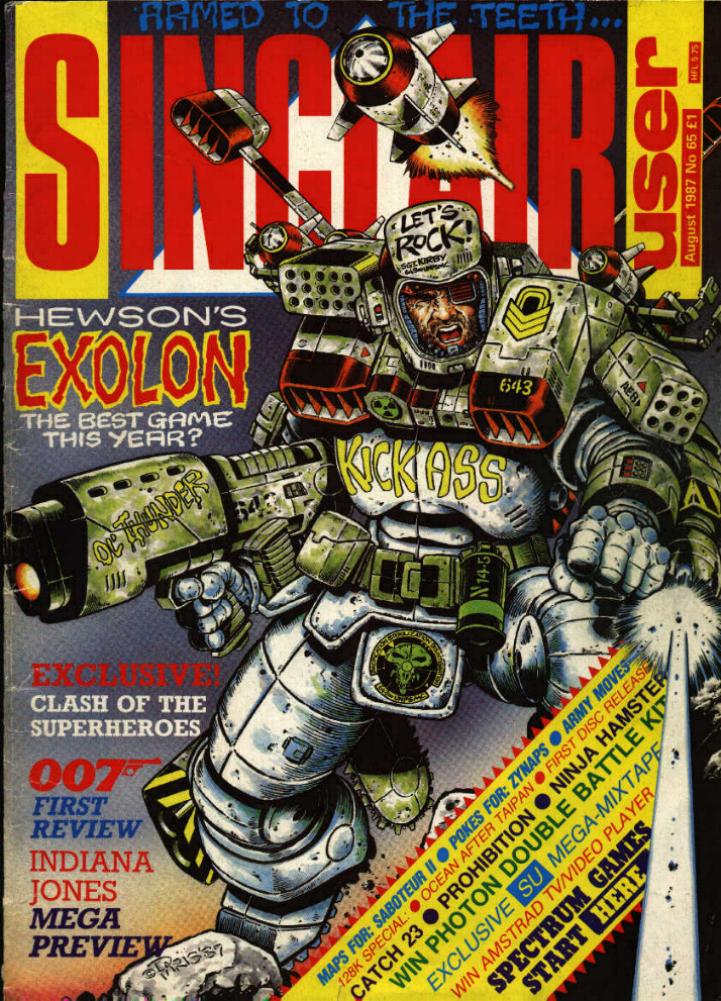 ARMED TO THE TEETH...
SINCLAIR
user
August 1987 No 65 £1
HFL 5.75
LET'S
ROCK!
SGT. KIRBY
HEWSON'S
EXOLON
THE BEST GAME
THIS YEAR?
643
KICK ASS
OL' THUNDER
643
EXCLUSIVE!
CLASH OF THE
SUPERHEROES
007
FIRST
REVIEW
INDIANA
JONES
MEGA
PREVIEW
MAPS FOR: SABOTEUR II ● POKES FOR: ZYNAPS ● ARMY MOVES
128K SPECIAL: ● OCEAN AFTER TAIPAN ● FIRST DISC RELEASE
CATCH 23 ● PROHIBITION ● NINJA HAMSTER
WIN PHOTON DOUBLE BATTLE KIT
EXCLUSIVE SU MEGA-MIXTAPE
WIN AMSTRAD TV/VIDEO PLAYER
SPECTRUM GAMES
START HERE